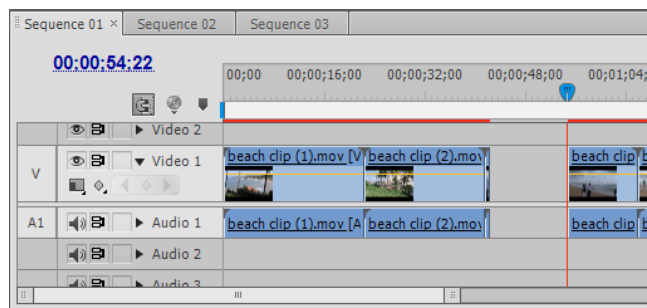 Sequence 01 × Sequence 02 Sequence 03
00;00;54;22
00;00 00;00;16;00 00;00;32;00 00;00;48;00 00;01;04;
Video 2
V Video 1 beach clip (1).mov [V beach clip (2).mov beach clip b
A1 Audio 1 beach clip (1).mov [A beach clip (2).mov beach clip b
Audio 2
Audio 3